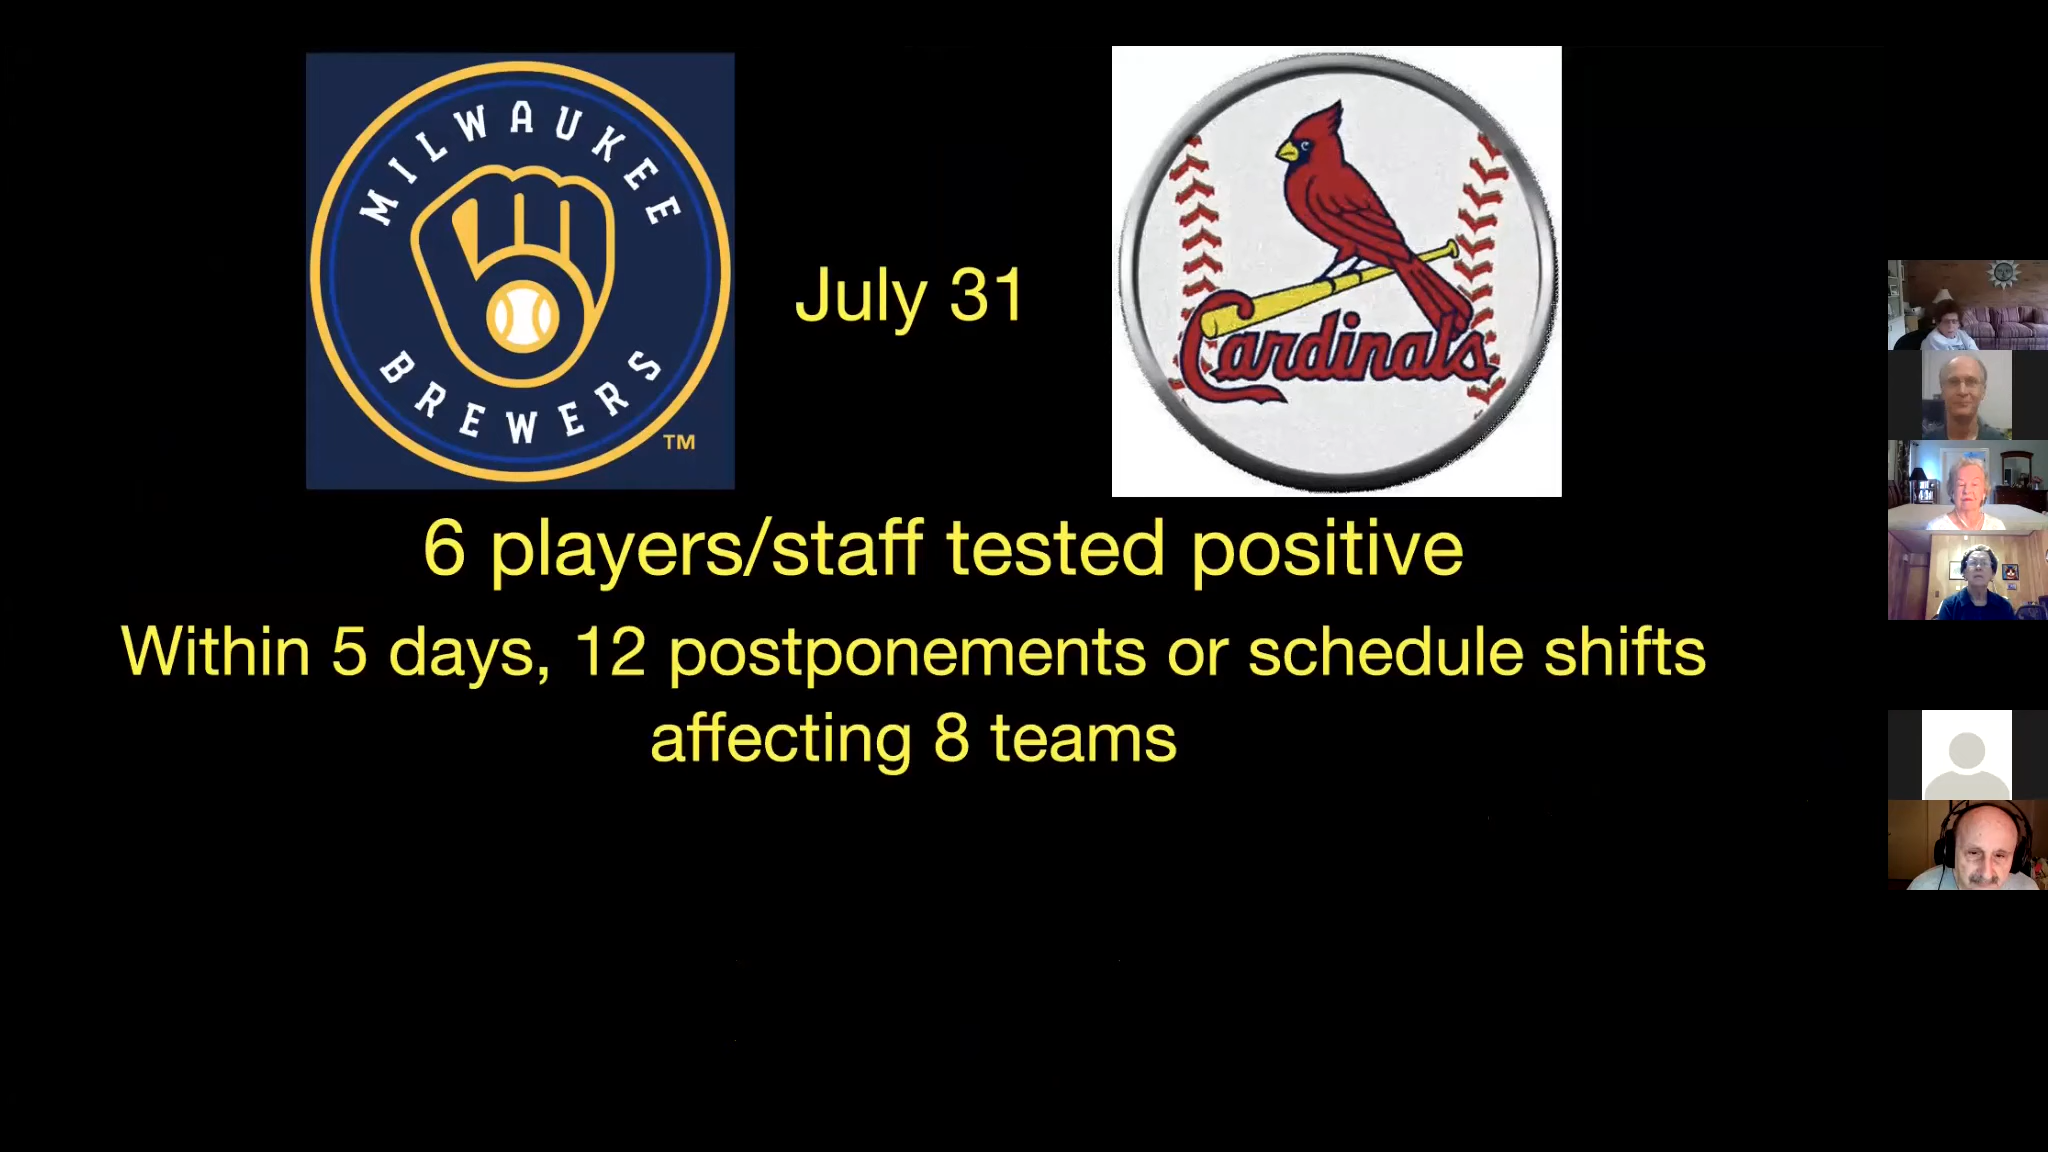 MILWAUKEE
BREWERS
TM
July 31
Cardinals
6 players/staff tested positive
Within 5 days, 12 postponements or schedule shifts
affecting 8 teams